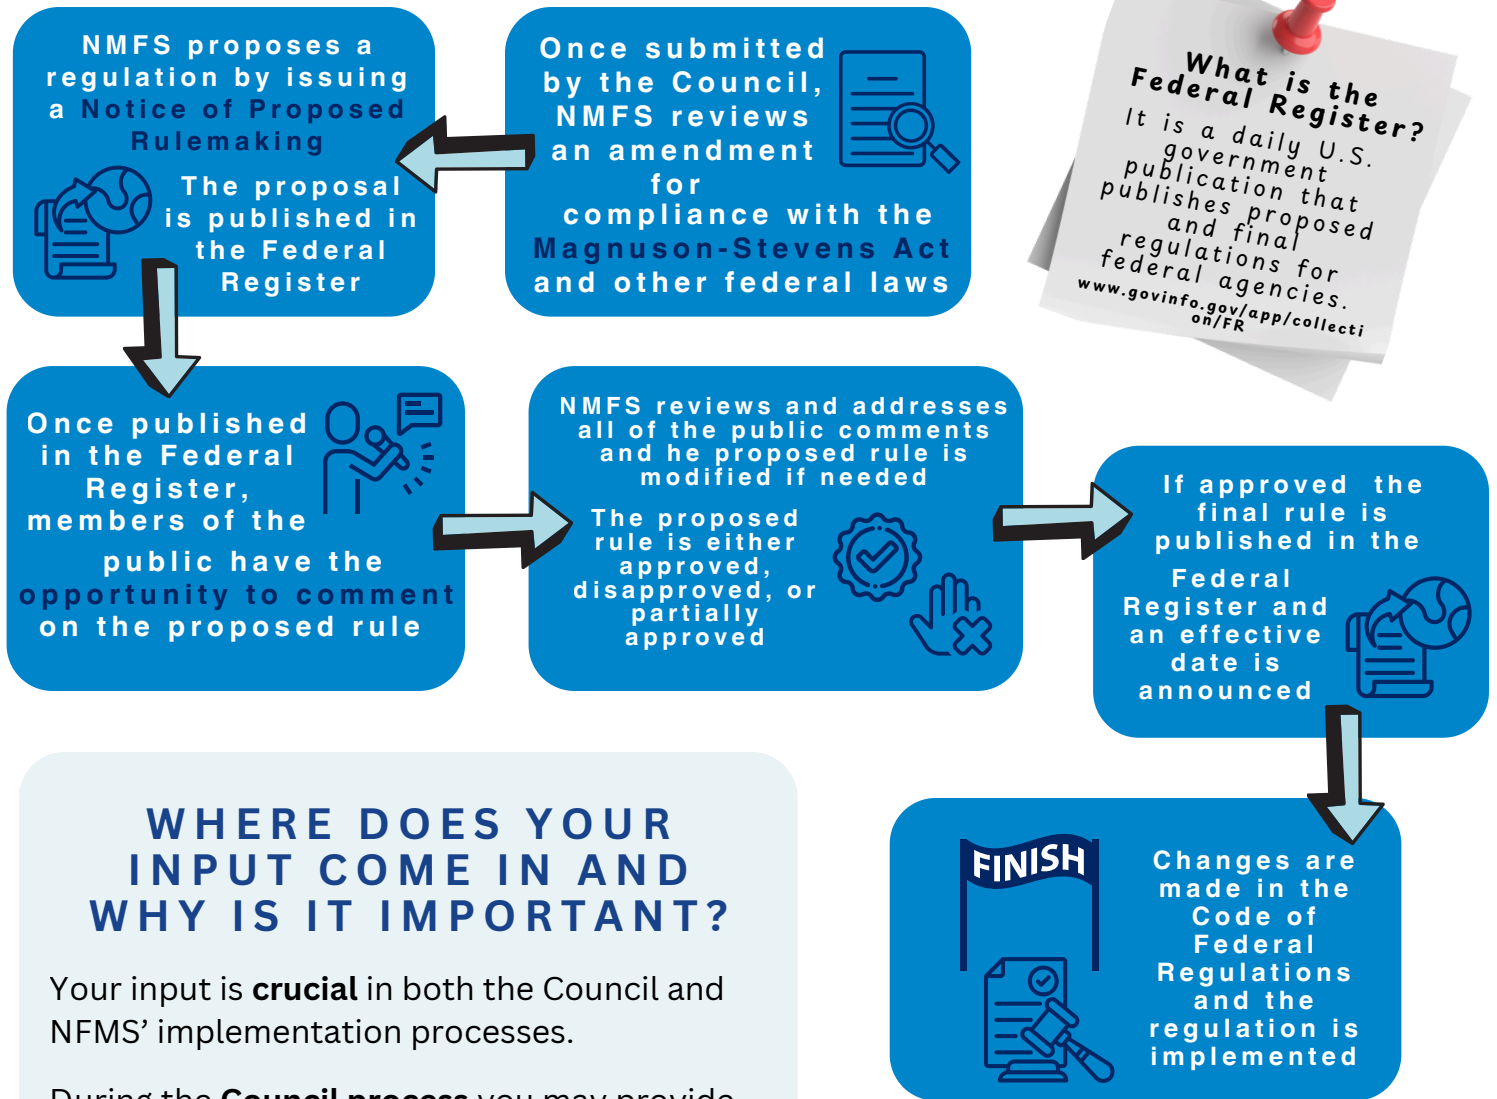 NMFS proposes a
regulation by issuing
a Notice of Proposed
Rulemaking
The proposal
is published in
the Federal
Register
Once submitted
by the Council,
NMFS reviews
an amendment
for
compliance with the
Magnuson-Stevens Act
and other federal laws
What is the
Federal Register?
It is a daily U.S.
government
publication that
publishes proposed
and final
regulations for
federal agencies.
www.govinfo.gov/app/collecti
on/FR
Once published
in the Federal
Register,
members of the
public have the
opportunity to comment
on the proposed rule
NMFS reviews and addresses
all of the public comments
and he proposed rule is
modified if needed
The proposed
rule is either
approved,
disapproved, or
partially
approved
If approved the
final rule is
published in the
Federal
Register and
an effective
date is
announced
WHERE DOES YOUR
INPUT COME IN AND
WHY IS IT IMPORTANT?
Your input is crucial in both the Council and
NFMS’ implementation processes.
During the Council process you may provide
FINISH
Changes are
made in the
Code of
Federal
Regulations
and the
regulation is
implemented